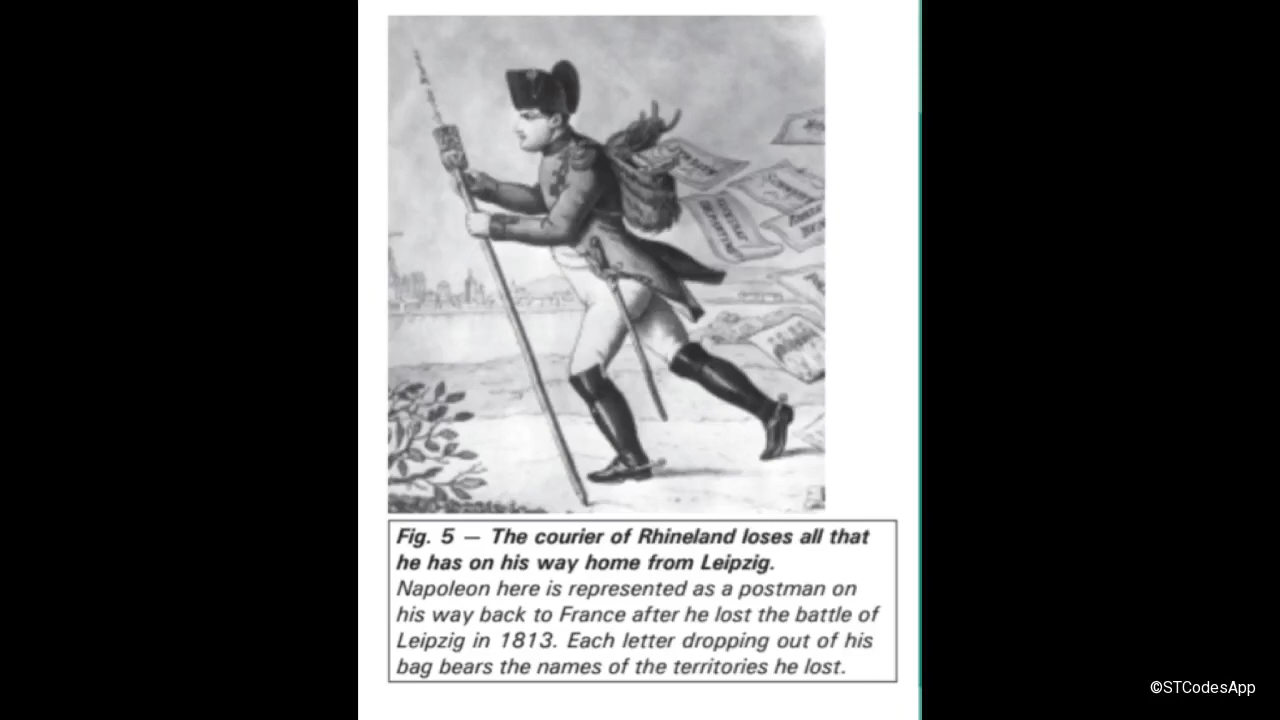 Fig. 5 — The courier of Rhineland loses all that
he has on his way home from Leipzig.
Napoleon here is represented as a postman on
his way back to France after he lost the battle of
Leipzig in 1813. Each letter dropping out of his
bag bears the names of the territories he lost.
©STCodesApp